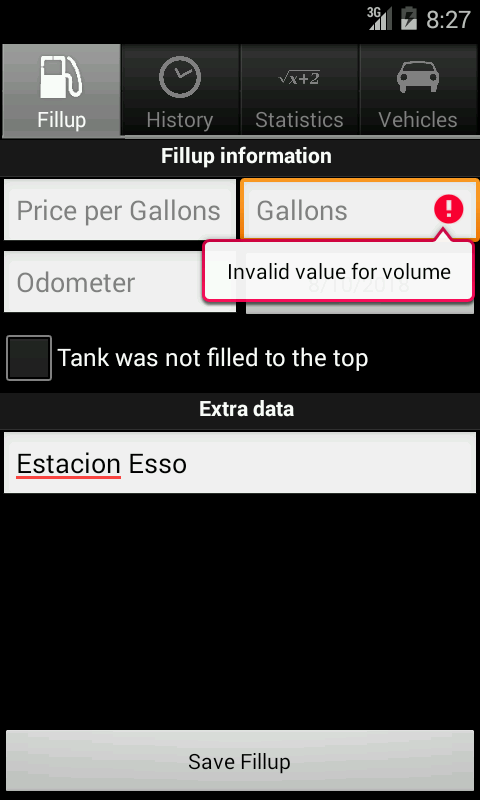 3G 8:27
Fillup History √x+2 Statistics Vehicles
Fillup information
Price per Gallons Gallons
Invalid value for volume
Odometer 8/10/2018
Tank was not filled to the top
Extra data
Estacion Esso
Save Fillup